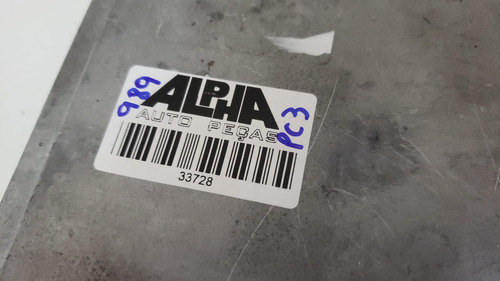 989
ALPHA
AUTO PEÇAS
PC3
33728